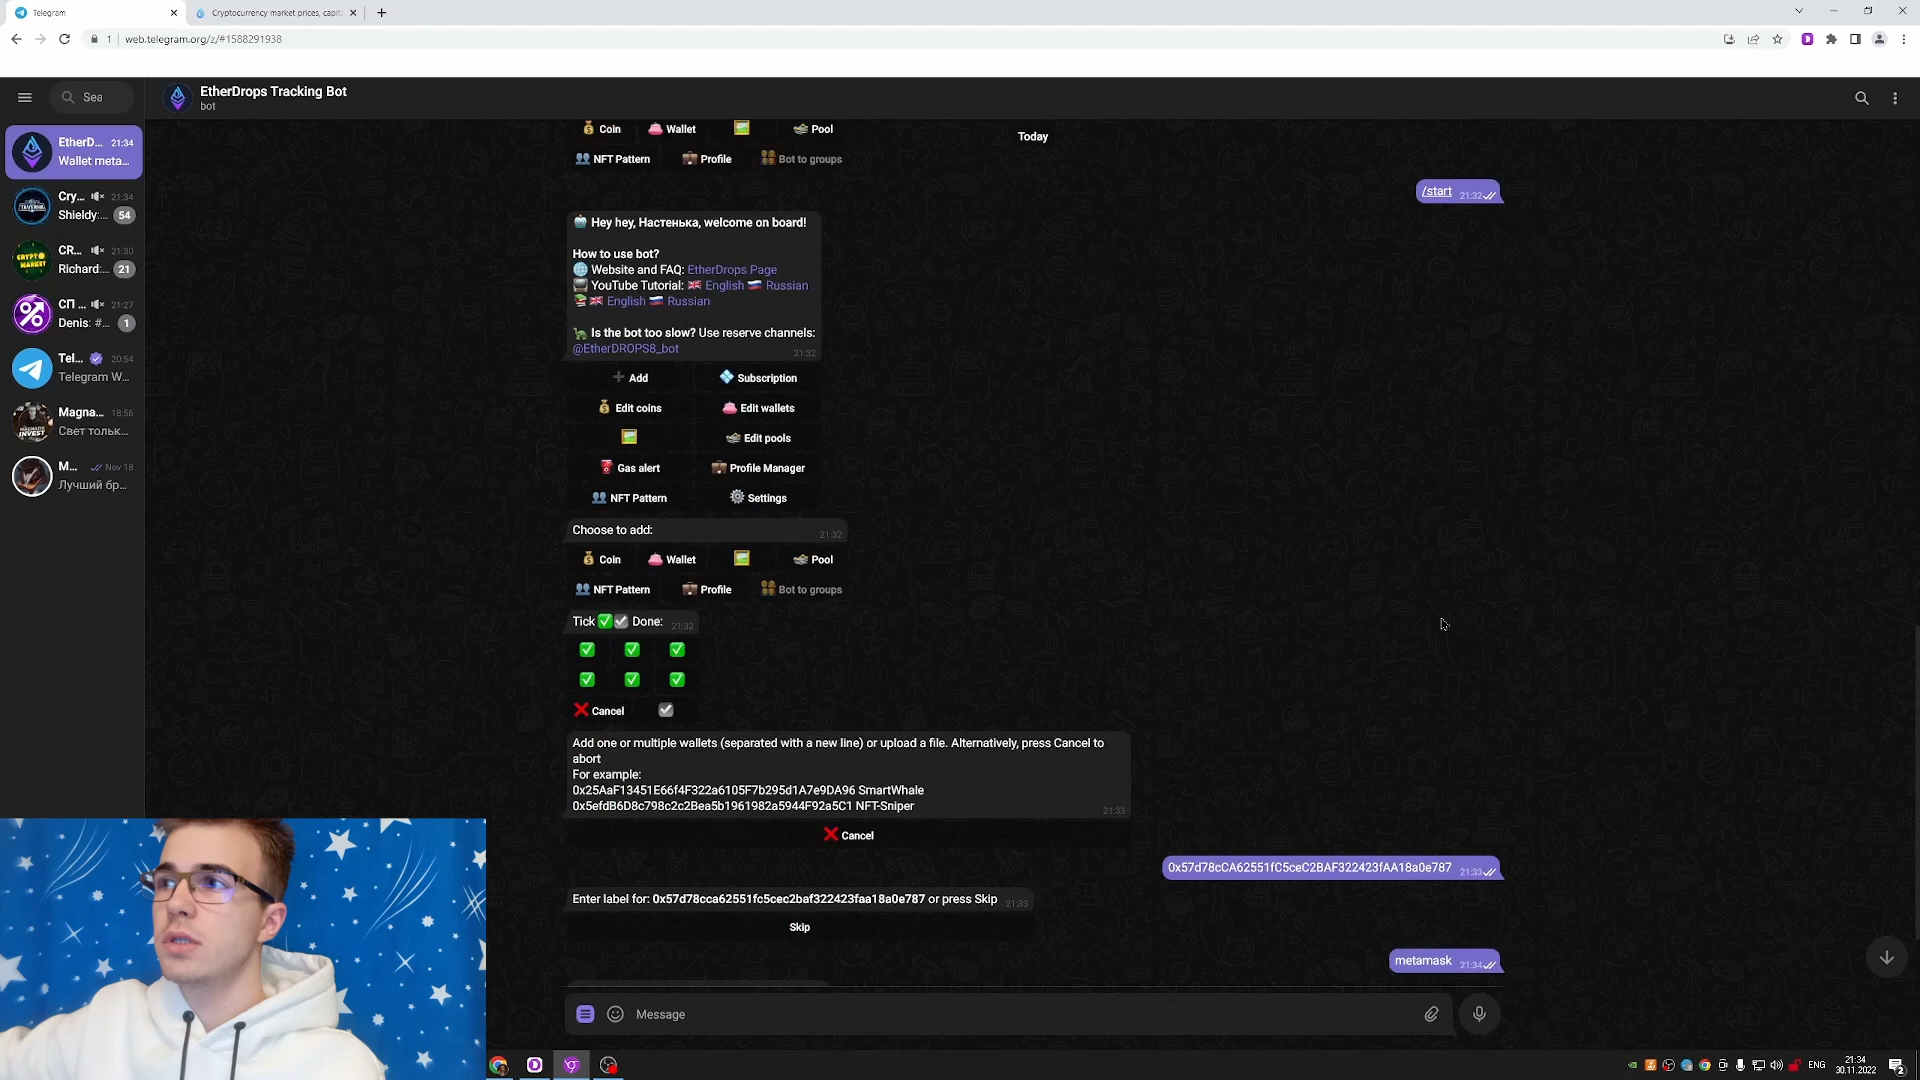 Telegram
Cryptocurrency market prices, capit
1
web.telegram.org/z/#1588291938
Sea
EtherDrops Tracking Bot
bot
EtherD... 21:34
Wallet meta...
Cry... 21:34
Shieldy:... 54
CR... 21:30
Richard:... 21
СП ... 21:27
Denis: #... 1
Tel... 20:54
Telegram W...
Magna... 18:56
Свет тольк...
M... Nov 18
Лучший бр...
Coin Wallet Pool
NFT Pattern Profile Bot to groups
Today
/start 21:32
Hey hey, Настенька, welcome on board!
How to use bot?
Website and FAQ: EtherDrops Page
YouTube Tutorial: English Russian
English Russian
Is the bot too slow? Use reserve channels:
@EtherDROPS8_bot 21:32
Add Subscription
Edit coins Edit wallets
Edit pools
Gas alert Profile Manager
NFT Pattern Settings
Choose to add: 21:32
Coin Wallet Pool
NFT Pattern Profile Bot to groups
Tick Done: 21:32
Cancel
Add one or multiple wallets (separated with a new line) or upload a file. Alternatively, press Cancel to
abort
For example:
0x25AaF13451E66f4F322a6105F7b295d1A7e9DA96 SmartWhale
0x5efdB6D8c798c2c2Bea5b1961982a5944F92a5C1 NFT-Sniper 21:33
Cancel
0x57d78cCA62551fC5ceC2BAF322423fAA18a0e787 21:33
Enter label for: 0x57d78cca62551fc5cec2baf322423faa18a0e787 or press Skip 21:33
Skip
metamask 21:34
Message
ENG
21:34
30.11.2022
2